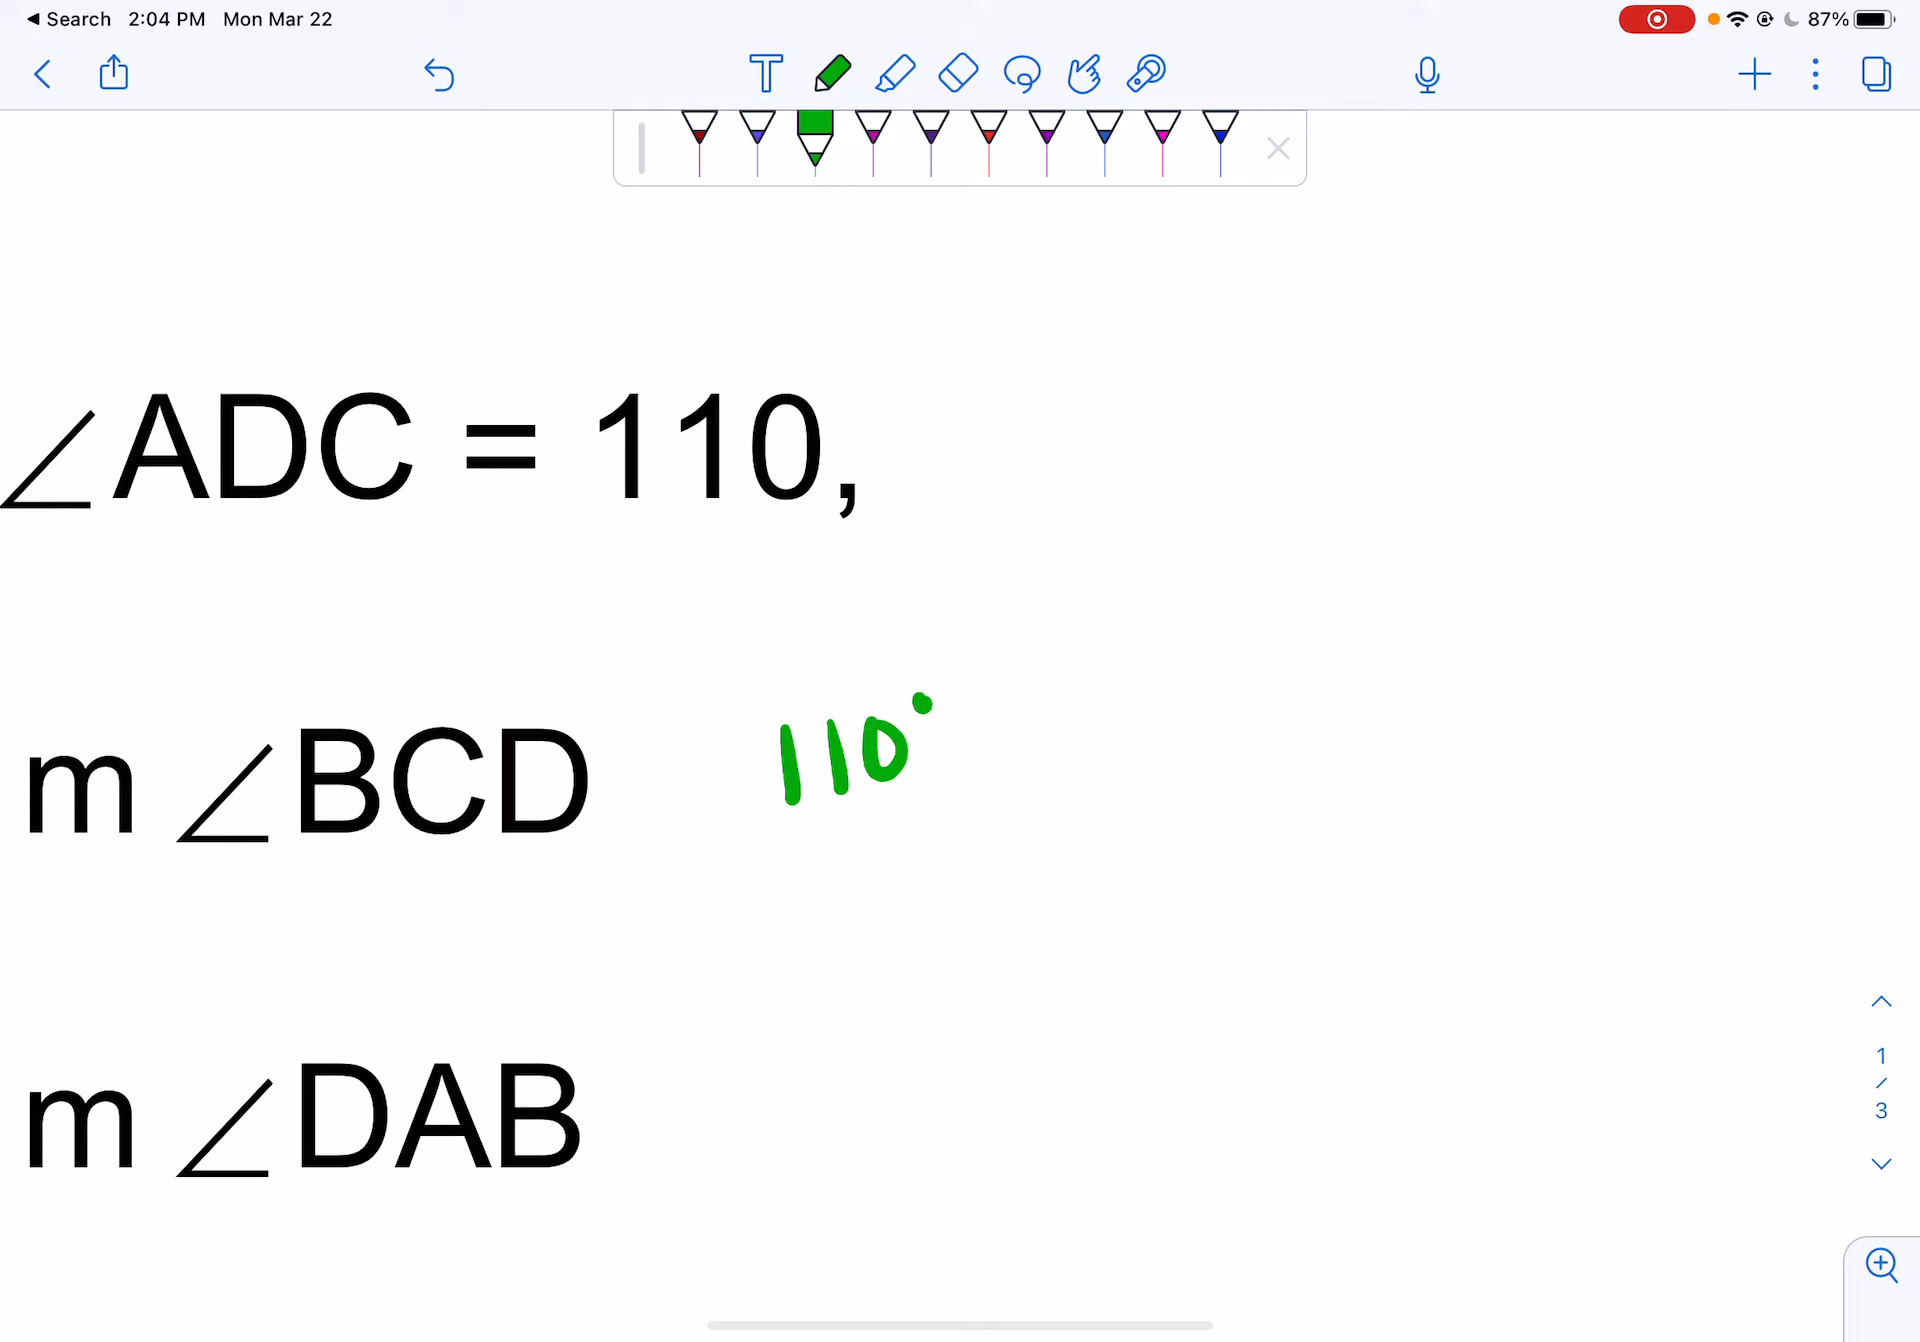 ◀ Search 2:04 PM Mon Mar 22
87%
T
∠ADC = 110,
m ∠BCD 110°
m ∠DAB
1
/
3